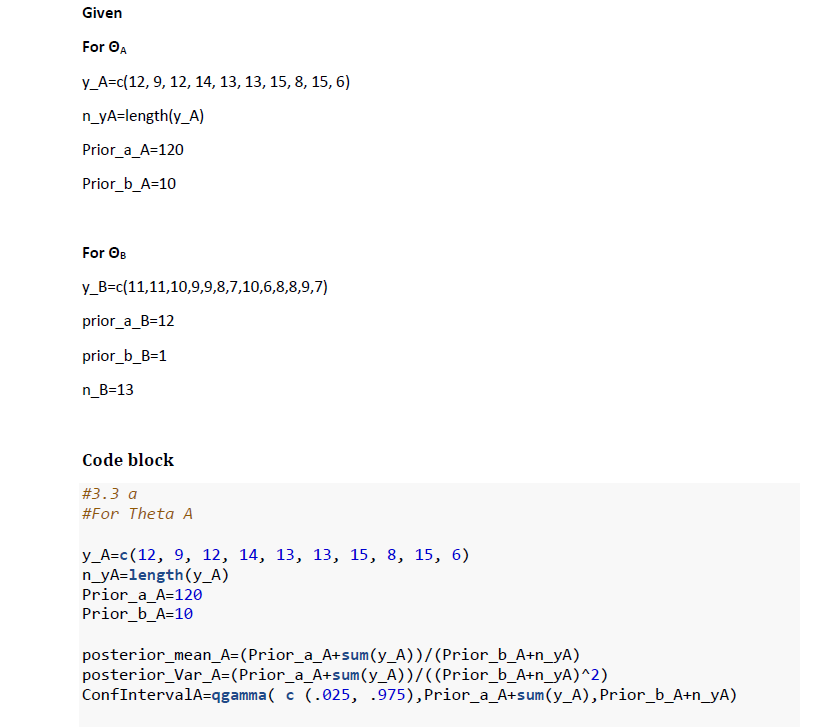 Given
For ΘA
y_A=c(12, 9, 12, 14, 13, 13, 15, 8, 15, 6)
n_yA=length(y_A)
Prior_a_A=120
Prior_b_A=10
For ΘB
y_B=c(11,11,10,9,9,8,7,10,6,8,8,9,7)
prior_a_B=12
prior_b_B=1
n_B=13
Code block
#3.3 a
#For Theta A
y_A=c(12, 9, 12, 14, 13, 13, 15, 8, 15, 6)
n_yA=length(y_A)
Prior_a_A=120
Prior_b_A=10
posterior_mean_A=(Prior_a_A+sum(y_A))/(Prior_b_A+n_yA)
posterior_Var_A=(Prior_a_A+sum(y_A))/((Prior_b_A+n_yA)^2)
ConfIntervalA=qgamma( c (.025, .975),Prior_a_A+sum(y_A),Prior_b_A+n_yA)